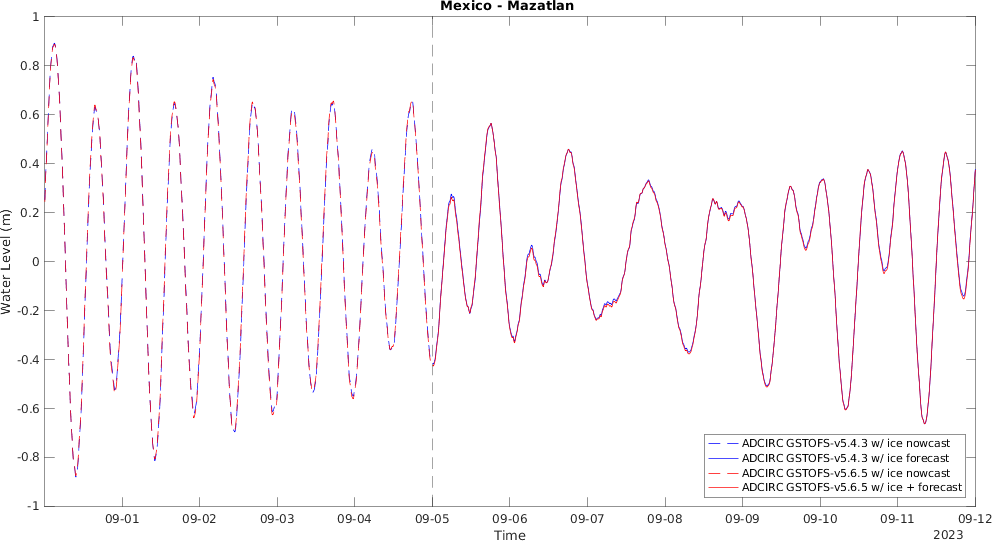 Mexico - Mazatlan
1
0.8
0.6
0.4
0.2
0
-0.2
-0.4
-0.6
-0.8
-1
Water Level (m)
ADCIRC GSTOFS-v5.4.3 w/ ice nowcast
ADCIRC GSTOFS-v5.4.3 w/ ice forecast
ADCIRC GSTOFS-v5.6.5 w/ ice nowcast
ADCIRC GSTOFS-v5.6.5 w/ ice + forecast
09-01 09-02 09-03 09-04 09-05 09-06 09-07 09-08 09-09 09-10 09-11 09-12
Time
2023